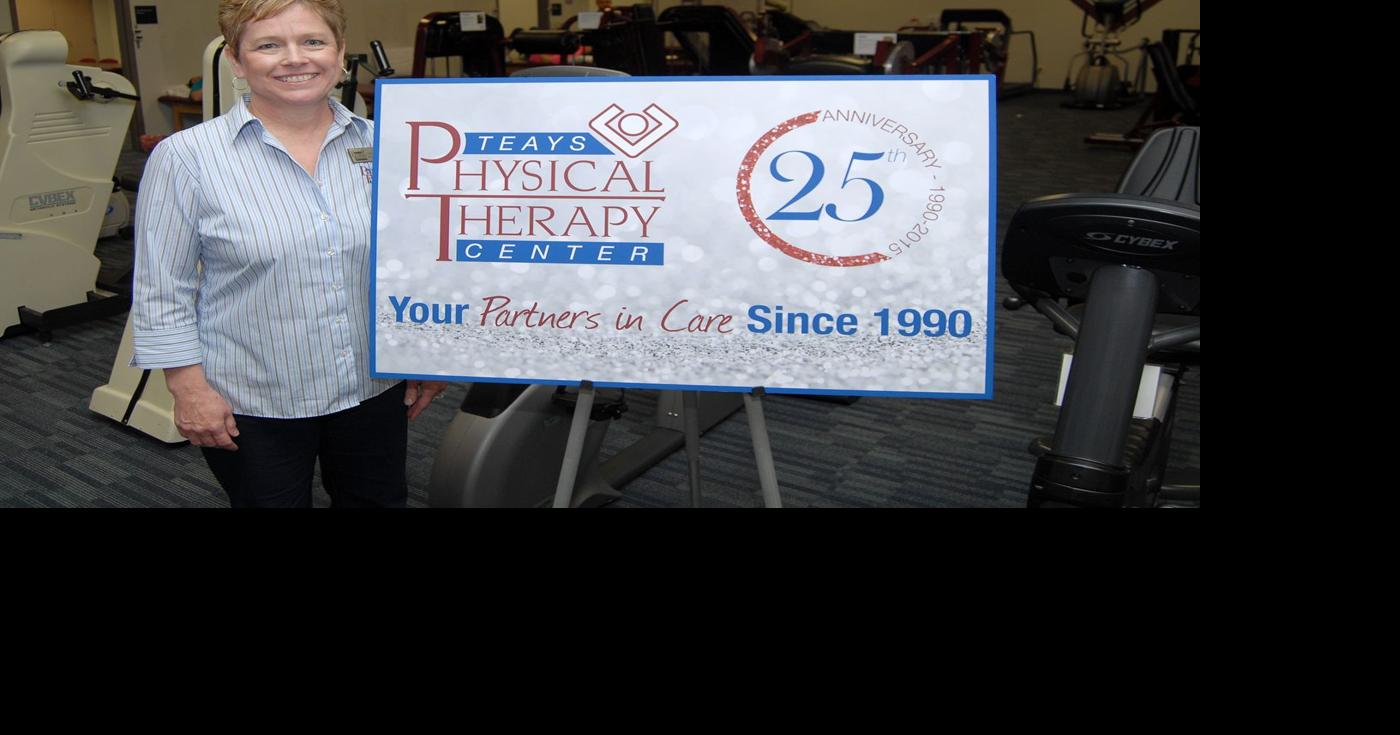 TEAYS
PHYSICAL
THERAPY
CENTER
25th
ANNIVERSARY - 1990-2015
Your Partners in Care Since 1990
CYBEX
CYBEX